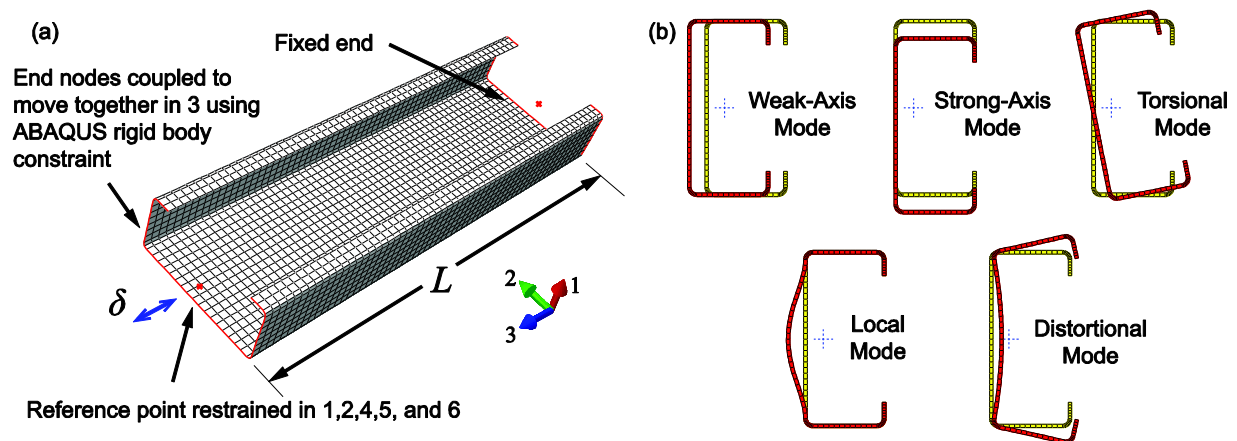 (a)
Fixed end
End nodes coupled to
move together in 3 using
ABAQUS rigid body
constraint
L
δ
2
1
3
Reference point restrained in 1,2,4,5, and 6
(b)
Weak-Axis
Mode
Strong-Axis
Mode
Torsional
Mode
Local
Mode
Distortional
Mode